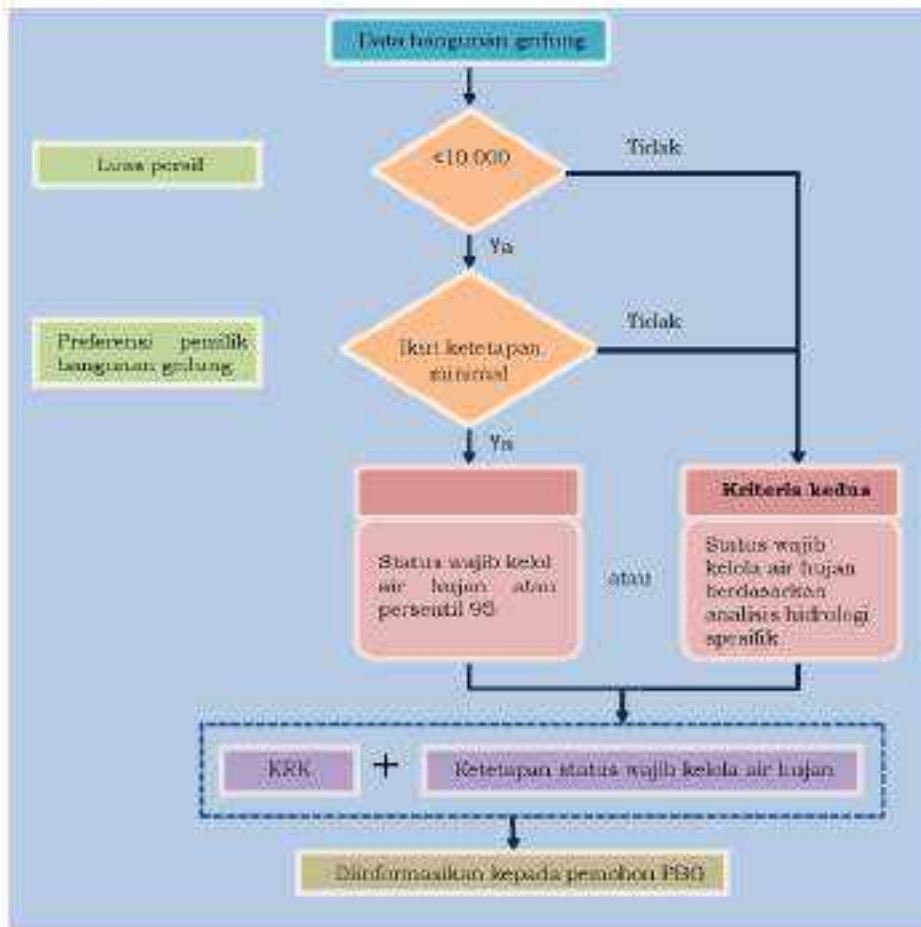 Data bangunan gedung
Luas persil
<10.000
Tidak
Ya
Preferensi pemilik
bangunan gedung
Ikuti ketetapan
minimal
Tidak
Ya
Kriteria kedua
Status wajib kelol
air hujan atau
persentil 95
atau
Status wajib
kelola air hujan
berdasarkan
analisis hidrologi
spesifik
KRK
+
Ketetapan status wajib kelola air hujan
Diinformasikan kepada pemohon PBG